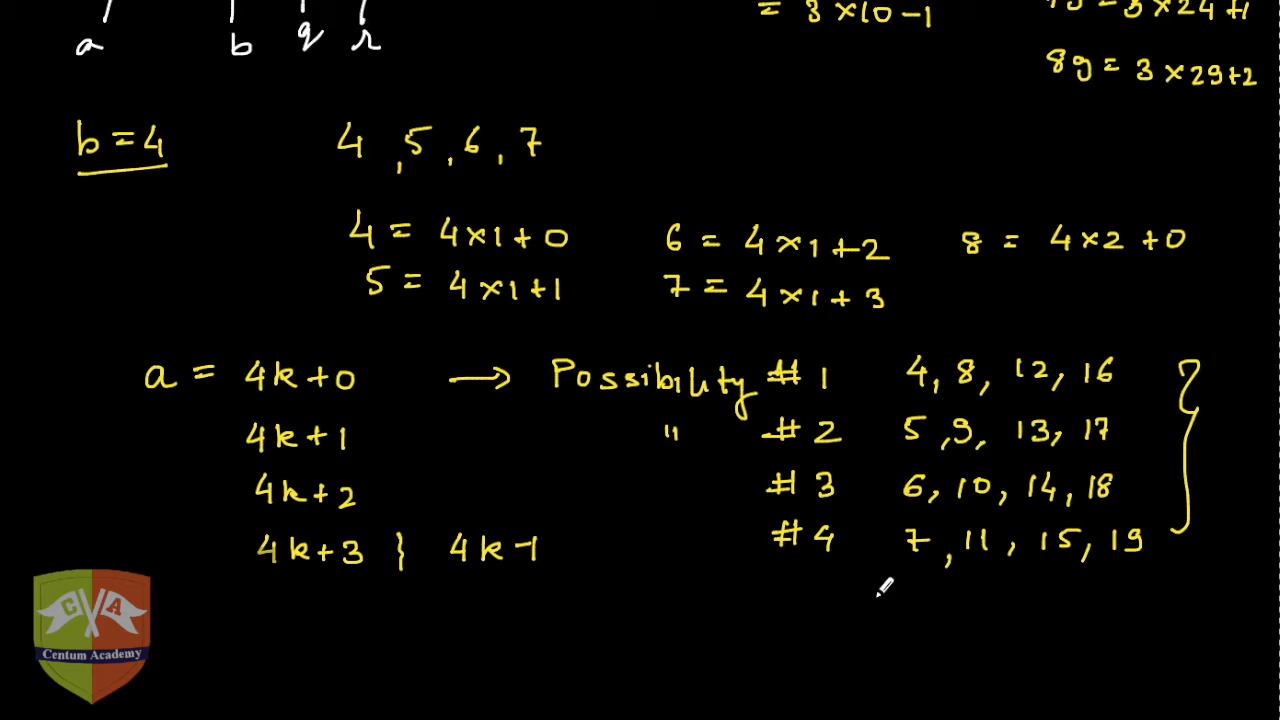 a b q r
= 3 × 10 - 1
= 3 × 24 + 1
89 = 3 × 29 + 2
b = 4 4, 5, 6, 7
4 = 4 × 1 + 0 6 = 4 × 1 + 2 8 = 4 × 2 + 0
5 = 4 × 1 + 1 7 = 4 × 1 + 3
a = 4k + 0 → Possibility # 1 4, 8, 12, 16
4k + 1 " # 2 5, 9, 13, 17
4k + 2 # 3 6, 10, 14, 18
4k + 3 } 4k - 1 # 4 7, 11, 15, 19
C A
Centum Academy